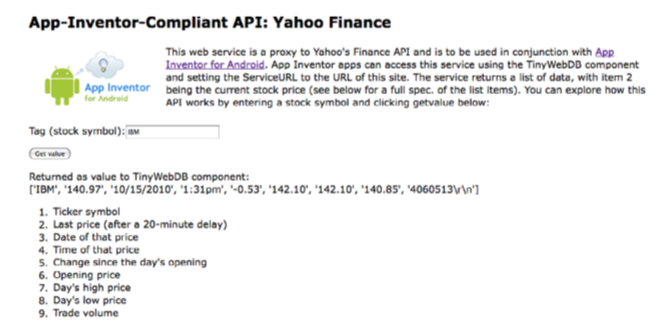 App-Inventor-Compliant API: Yahoo Finance
This web service is a proxy to Yahoo's Finance API and is to be used in conjunction with App
Inventor for Android. App Inventor apps can access this service using the TinyWebDB component
and setting the ServiceURL to the URL of this site. The service returns a list of data, with item 2
being the current stock price (see below for a full spec. of the list items). You can explore how this
API works by entering a stock symbol and clicking getvalue below:
App Inventor
for Android
Tag (stock symbol): IBM
Get value
Returned as value to TinyWebDB component:
['IBM', '140.97', '10/15/2010', '1:31pm', '-0.53', '142.10', '142.10', '140.85', '4060513\r\n']
1. Ticker symbol
2. Last price (after a 20-minute delay)
3. Date of that price
4. Time of that price
5. Change since the day's opening
6. Opening price
7. Day's high price
8. Day's low price
9. Trade volume